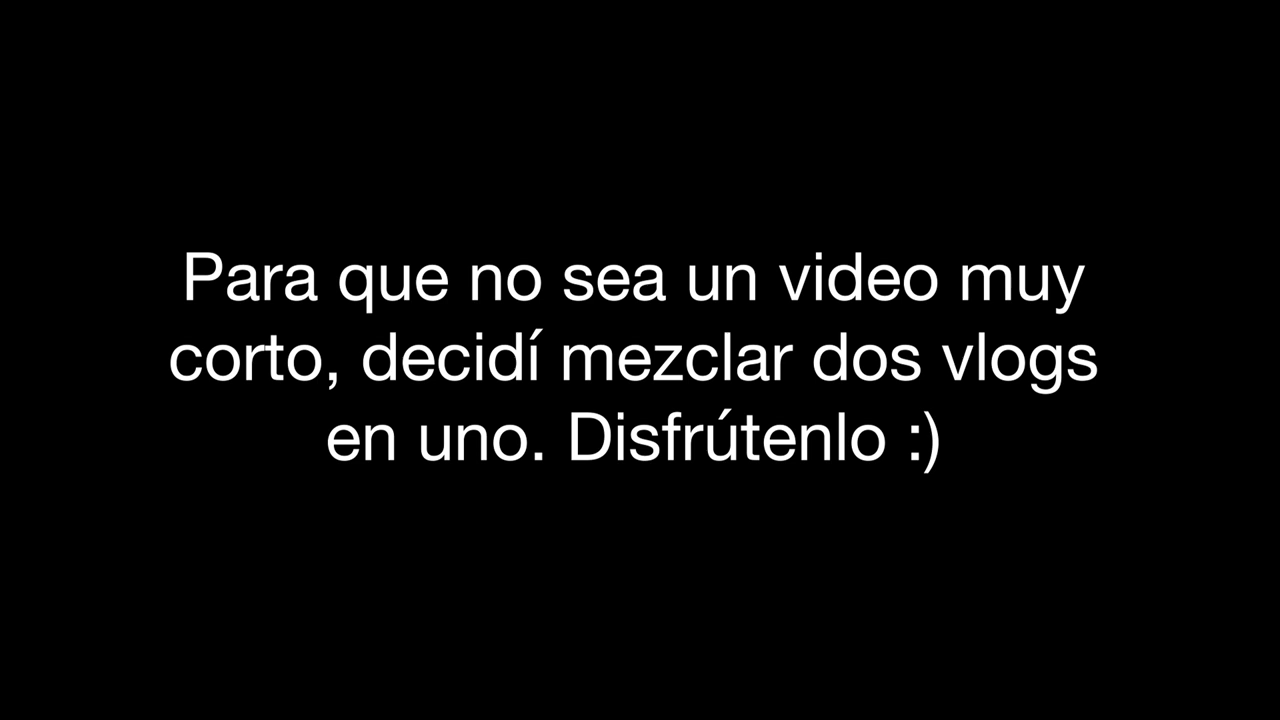 Para que no sea un video muy
corto, decidí mezclar dos vlogs
en uno. Disfrútenlo :)